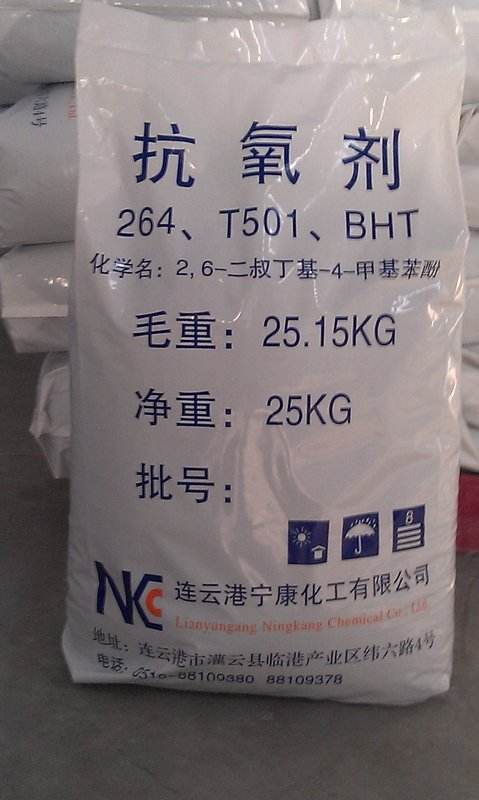 抗氧剂
264、T501、BHT
化学名：2,6-二叔丁基-4-甲基苯酚
毛重：25.15KG
净重：25KG
批号：
8
NKC 连云港宁康化工有限公司
Lianyungang Ningkang Chemical Co., Ltd.
地址：连云港市灌云县临港产业区纬六路4号
电话：0518-88109380 88109378